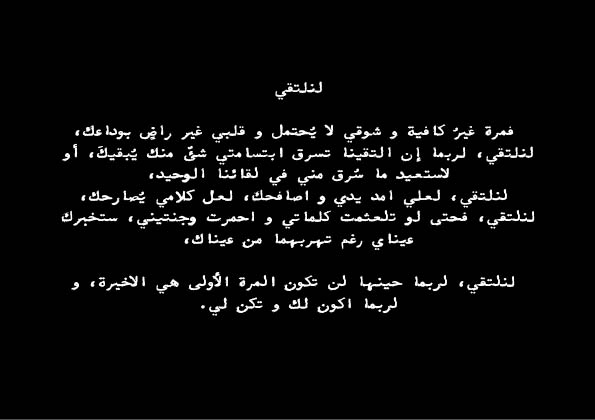 لنلتقي
فمرة غيرُ كافية و شوقي لا يُحتمل و قلبي غير راضٍ بوداعك،
لنلتقي، لربما إن التقينا تسرق ابتسامتي شئٌ منك يُبقيكَ، أو
لاستعيد ما سُرق مني في لقائنا الوحيد،
لنلتقي، لعلي امد يدي و اصافحك، لعل كلامي يُصارحك،
لنلتقي، فحتى لو تلعثمت كلماتي و احمرت وجنتيني، ستخبرك
عيناي رغم تهربهما من عيناك،
لنلتقي، لربما حينها لن تكون المرة الأولى هي الاخيرة، و
لربما اكون لك و تكن لي.